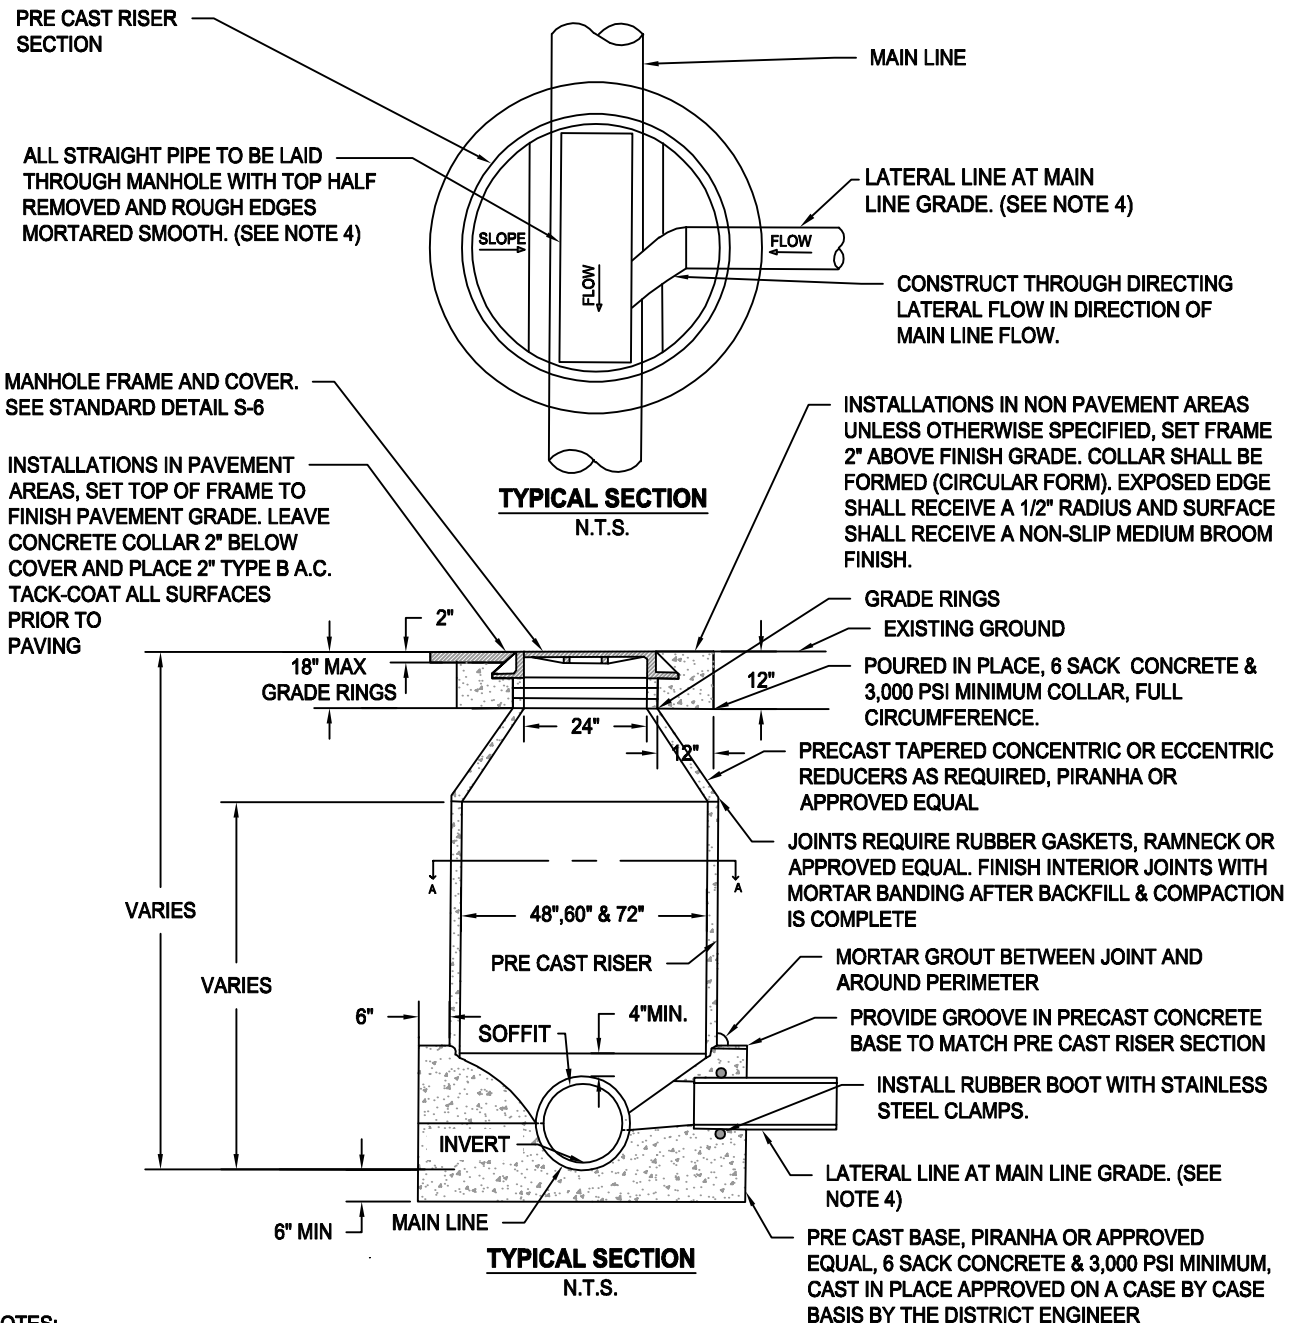 PRE CAST RISER
SECTION
MAIN LINE
ALL STRAIGHT PIPE TO BE LAID
THROUGH MANHOLE WITH TOP HALF
REMOVED AND ROUGH EDGES
MORTARED SMOOTH. (SEE NOTE 4)
LATERAL LINE AT MAIN
LINE GRADE. (SEE NOTE 4)
SLOPE
FLOW
FLOW
CONSTRUCT THROUGH DIRECTING
LATERAL FLOW IN DIRECTION OF
MAIN LINE FLOW.
MANHOLE FRAME AND COVER.
SEE STANDARD DETAIL S-6
INSTALLATIONS IN PAVEMENT
AREAS, SET TOP OF FRAME TO
FINISH PAVEMENT GRADE. LEAVE
CONCRETE COLLAR 2" BELOW
COVER AND PLACE 2" TYPE B A.C.
TACK-COAT ALL SURFACES
PRIOR TO
PAVING
TYPICAL SECTION
N.T.S.
INSTALLATIONS IN NON PAVEMENT AREAS
UNLESS OTHERWISE SPECIFIED, SET FRAME
2" ABOVE FINISH GRADE. COLLAR SHALL BE
FORMED (CIRCULAR FORM). EXPOSED EDGE
SHALL RECEIVE A 1/2" RADIUS AND SURFACE
SHALL RECEIVE A NON-SLIP MEDIUM BROOM
FINISH.
GRADE RINGS
EXISTING GROUND
2"
18" MAX
GRADE RINGS
12"
POURED IN PLACE, 6 SACK CONCRETE &
3,000 PSI MINIMUM COLLAR, FULL
CIRCUMFERENCE.
24"
12"
PRECAST TAPERED CONCENTRIC OR ECCENTRIC
REDUCERS AS REQUIRED, PIRANHA OR
APPROVED EQUAL
JOINTS REQUIRE RUBBER GASKETS, RAMNECK OR
APPROVED EQUAL. FINISH INTERIOR JOINTS WITH
MORTAR BANDING AFTER BACKFILL & COMPACTION
IS COMPLETE
A
A
VARIES
48",60" & 72"
PRE CAST RISER
VARIES
MORTAR GROUT BETWEEN JOINT AND
AROUND PERIMETER
6"
4"MIN.
SOFFIT
PROVIDE GROOVE IN PRECAST CONCRETE
BASE TO MATCH PRE CAST RISER SECTION
INSTALL RUBBER BOOT WITH STAINLESS
STEEL CLAMPS.
INVERT
LATERAL LINE AT MAIN LINE GRADE. (SEE
NOTE 4)
6" MIN
MAIN LINE
TYPICAL SECTION
N.T.S.
PRE CAST BASE, PIRANHA OR APPROVED
EQUAL, 6 SACK CONCRETE & 3,000 PSI MINIMUM,
CAST IN PLACE APPROVED ON A CASE BY CASE
BASIS BY THE DISTRICT ENGINEER